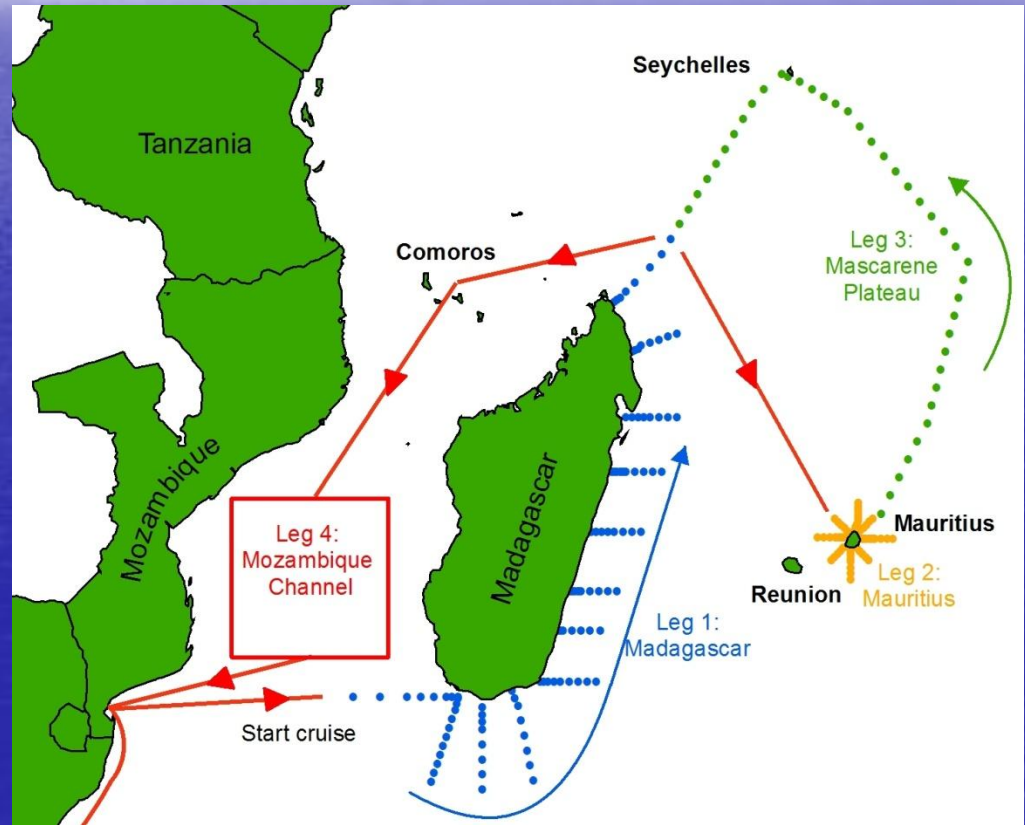 Seychelles
Tanzania
Comoros
Leg 3:
Mascarene
Plateau
Mozambique
Madagascar
Leg 4:
Mozambique
Channel
Mauritius
Reunion
Leg 2:
Mauritius
Leg 1:
Madagascar
Start cruise